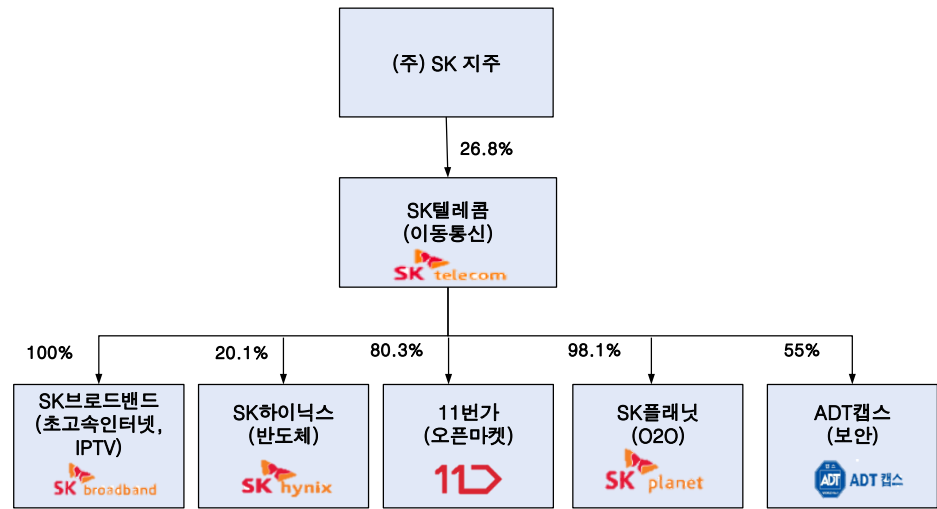 (주) SK 지주
26.8%
SK텔레콤
(이동통신)
SK telecom
100%
20.1%
80.3%
98.1%
55%
SK브로드밴드
(초고속인터넷,
IPTV)
SK broadband
SK하이닉스
(반도체)
SK hynix
11번가
(오픈마켓)
11
SK플래닛
(O2O)
SK planet
ADT캡스
(보안)
캡스
ADT
ADT 캡스